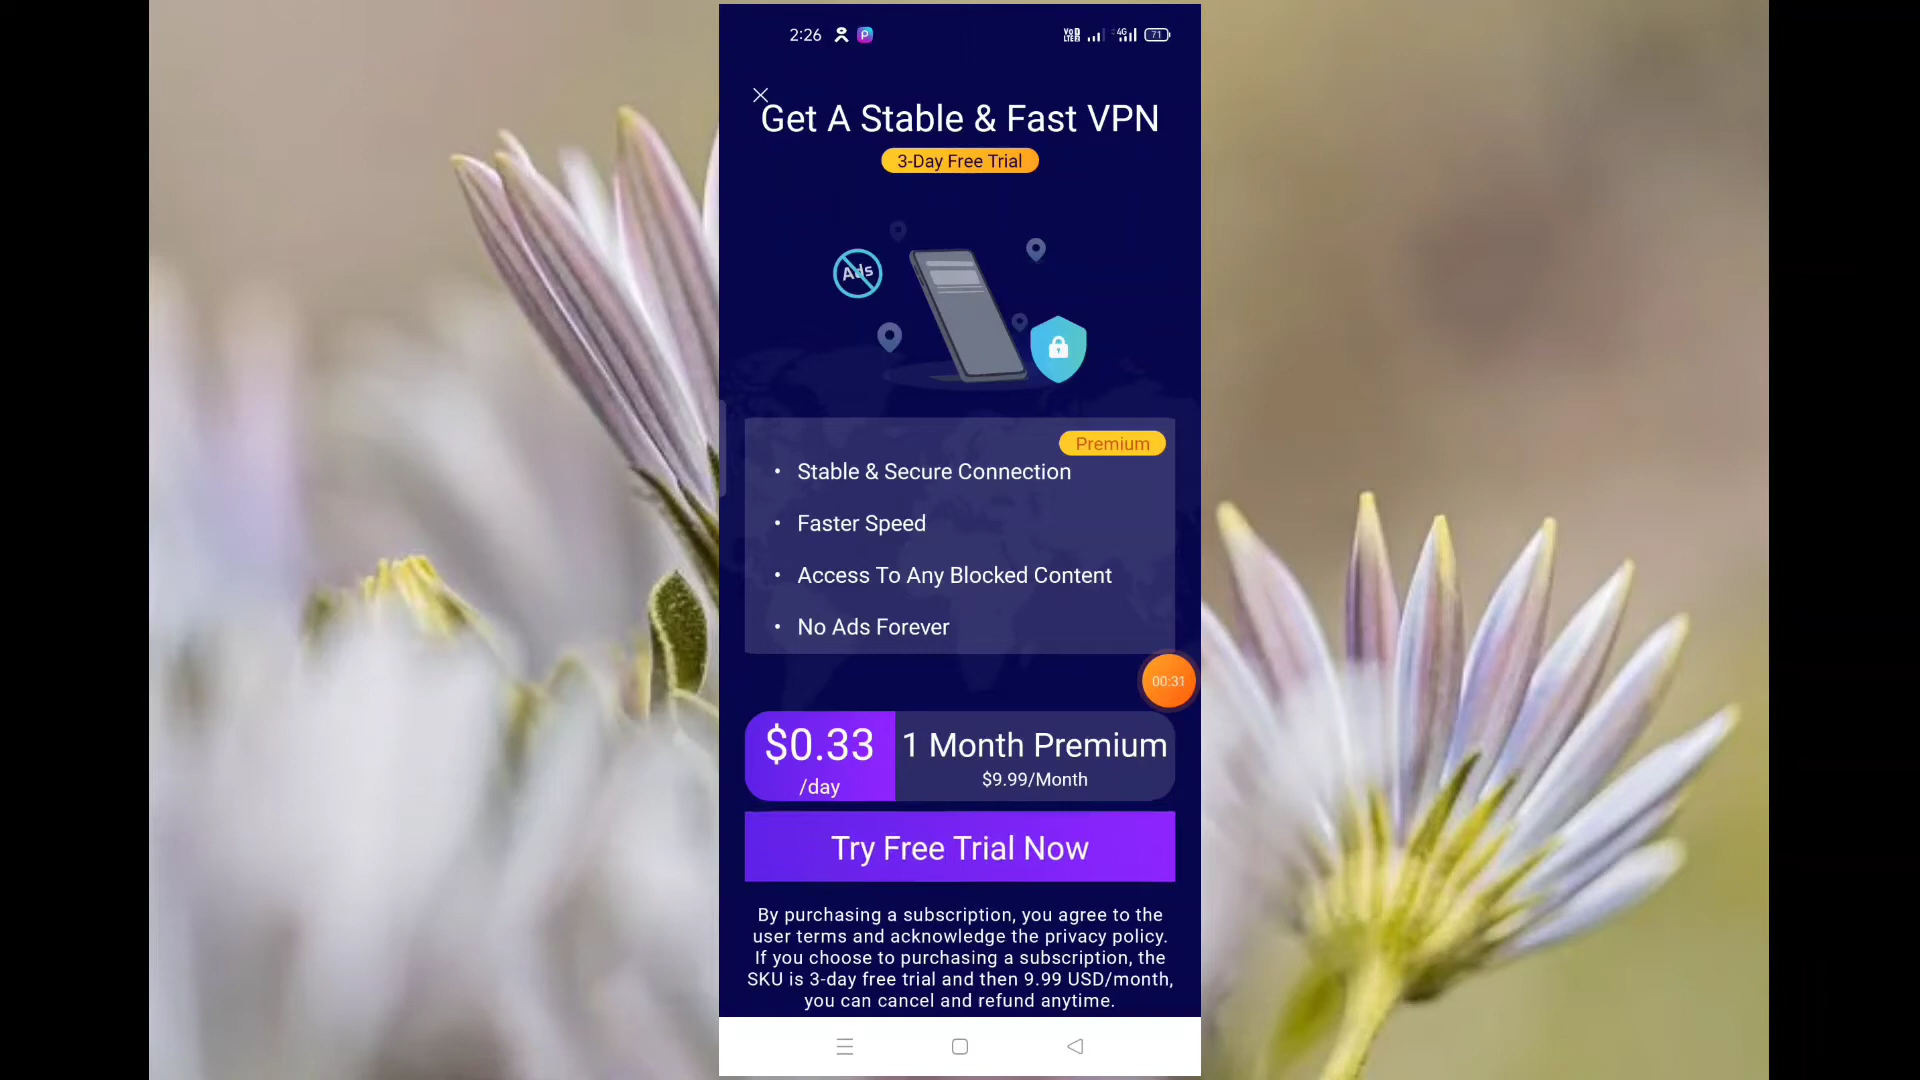 2:26
P
VoD
LTE2
4G
71
Get A Stable & Fast VPN
3-Day Free Trial
Ads
Premium
• Stable & Secure Connection
• Faster Speed
• Access To Any Blocked Content
• No Ads Forever
00:31
$0.33
/day
1 Month Premium
$9.99/Month
Try Free Trial Now
By purchasing a subscription, you agree to the
user terms and acknowledge the privacy policy.
If you choose to purchasing a subscription, the
SKU is 3-day free trial and then 9.99 USD/month,
you can cancel and refund anytime.